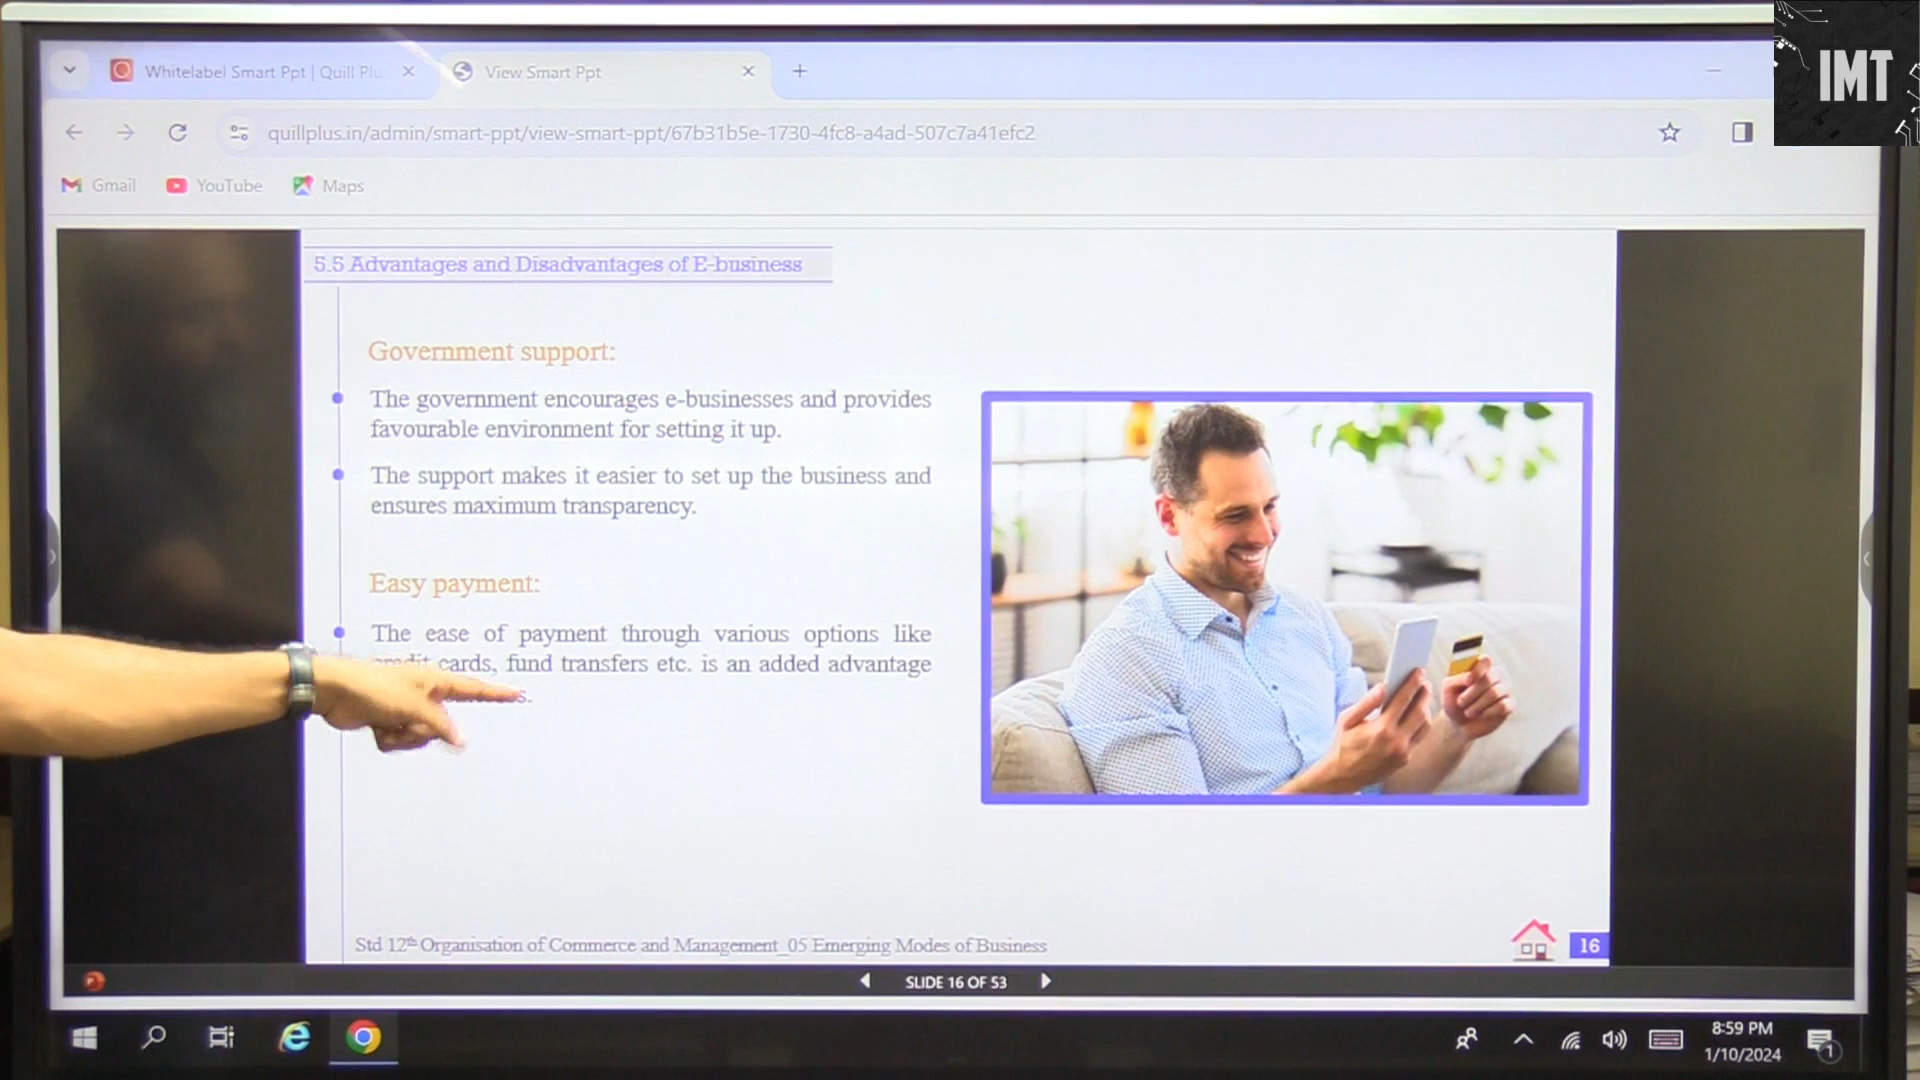 IMT
Whitelabel Smart Ppt | Quill Plu
View Smart Ppt
quillplus.in/admin/smart-ppt/view-smart-ppt/67b31b5e-1730-4fc8-a4ad-507c7a41efc2
Gmail
YouTube
Maps
5.5 Advantages and Disadvantages of E-business
Government support:
The government encourages e-businesses and provides
favourable environment for setting it up.
The support makes it easier to set up the business and
ensures maximum transparency.
Easy payment:
The ease of payment through various options like
credit cards, fund transfers etc. is an added advantage
Std 12th Organisation of Commerce and Management_05 Emerging Modes of Business
16
SLIDE 16 OF 53
8:59 PM
1/10/2024
1